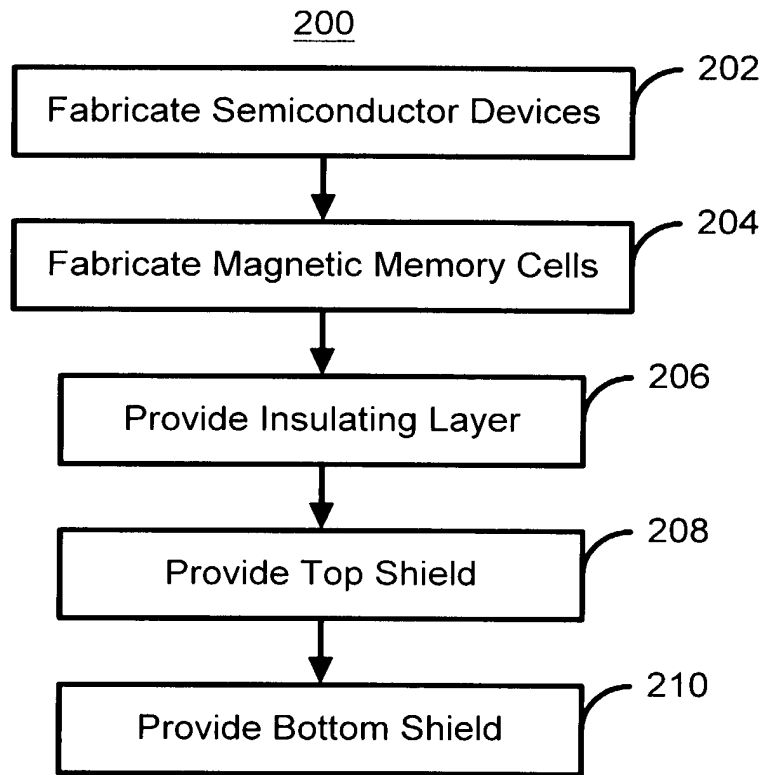 200
Fabricate Semiconductor Devices
202
Fabricate Magnetic Memory Cells
204
Provide Insulating Layer
206
Provide Top Shield
208
Provide Bottom Shield
210